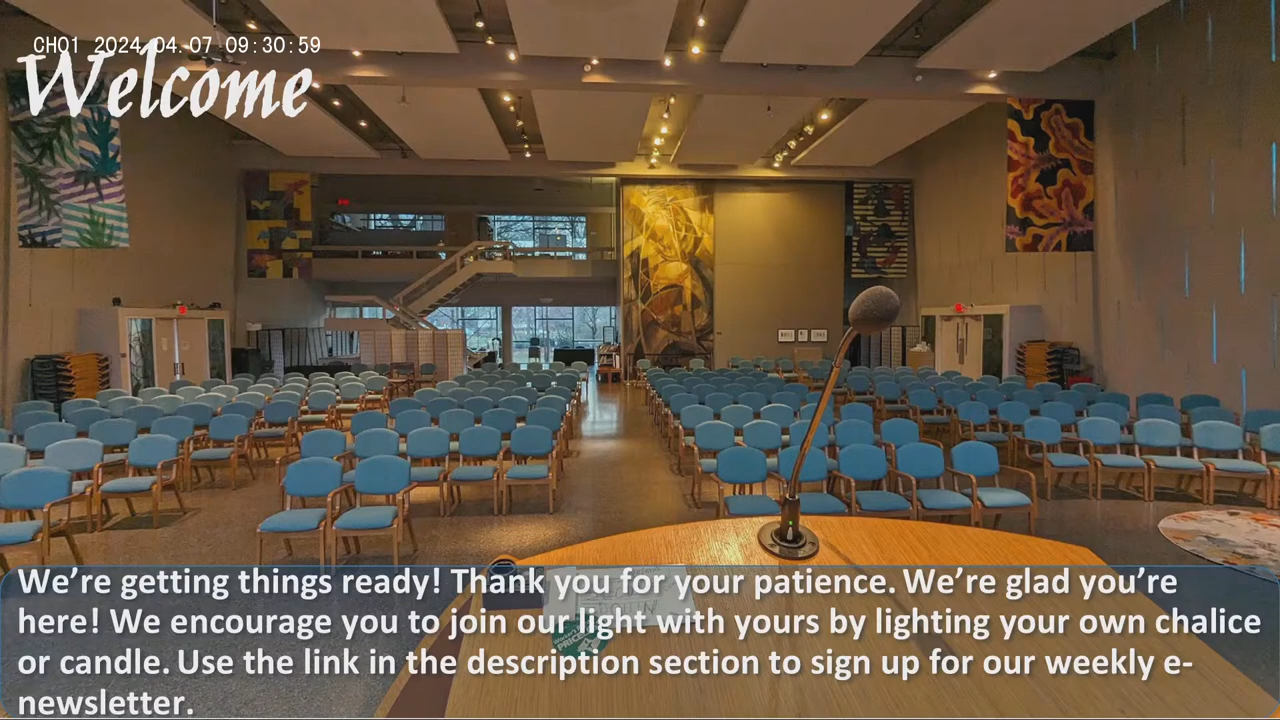 CH01 2024.04.07 09:30:59
Welcome
We’re getting things ready! Thank you for your patience. We’re glad you’re
here! We encourage you to join our light with yours by lighting your own chalice
or candle. Use the link in the description section to sign up for our weekly e-
newsletter.